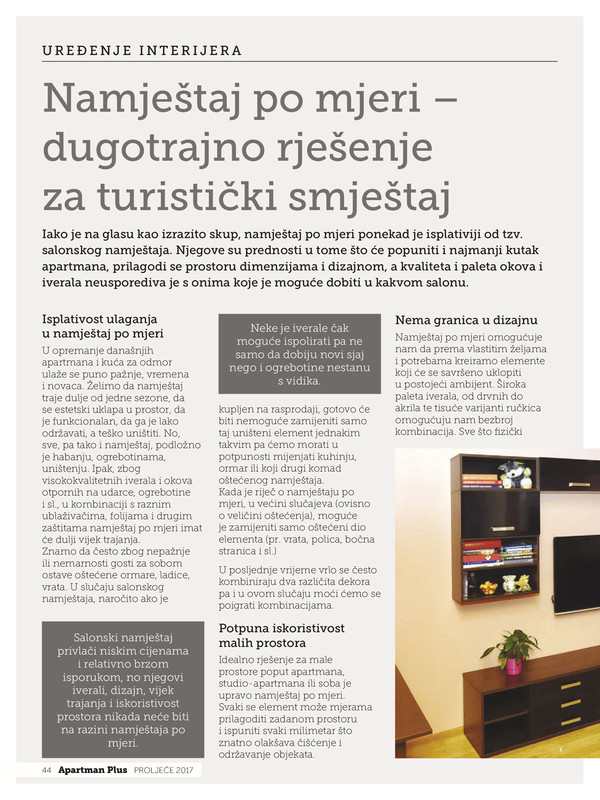 UREĐENJE INTERIJERA
Namještaj po mjeri –
dugotrajno rješenje
za turistički smještaj
Iako je na glasu kao izrazito skup, namještaj po mjeri ponekad je isplativiji od tzv.
salonskog namještaja. Njegove su prednosti u tome što će popuniti i najmanji kutak
apartmana, prilagodi se prostoru dimenzijama i dizajnom, a kvaliteta i paleta okova i
iverala neusporediva je s onima koje je moguće dobiti u kakvom salonu.
Isplativost ulaganja
u namještaj po mjeri
U opremanje današnjih
apartmana i kuća za odmor
ulaže se puno pažnje, vremena
i novaca. Želimo da namještaj
traje dulje od jedne sezone, da
se estetski uklapa u prostor, da
je funkcionalan, da ga je lako
održavati, a teško uništiti. No,
sve, pa tako i namještaj, podložno
je habanju, ogrebotinama,
uništenju. Ipak, zbog
visokokvalitetnih iverala i okova
otpornih na udarce, ogrebotine
i sl., u kombinaciji s raznim
ublaživačima, folijama i drugim
zaštitama namještaj po mjeri imat
će dulji vijek trajanja.
Znamo da često zbog nepažnje
ili nemarnosti gosti za sobom
ostave oštećene ormare, ladice,
vrata. U slučaju salonskog
namještaja, naročito ako je
Salonski namještaj
privlači niskim cijenama
i relativno brzom
isporukom, no njegovi
iverali, dizajn, vijek
trajanja i iskoristivost
prostora nikada neće biti
na razini namještaja po
mjeri.
Neke je iverale čak
moguće ispolirati pa ne
samo da dobiju novi sjaj
nego i ogrebotine nestanu
s vidika.
kupljen na rasprodaji, gotovo će
biti nemoguće zamijeniti samo
taj uništeni element jednakim
takvim pa ćemo morati u
potpunosti mijenjati kuhinju,
ormar ili koji drugi komad
oštećenog namještaja.
Kada je riječ o namještaju po
mjeri, u većini slučajeva (ovisno
o veličini oštećenja), moguće
je zamijeniti samo oštećeni dio
elementa (pr. vrata, polica, bočna
stranica i sl.)
U posljednje vrijeme vrlo se često
kombiniraju dva različita dekora
pa i u ovom slučaju moći ćemo se
poigrati kombinacijama.
Potpuna iskoristivost
malih prostora
Idealno rješenje za male
prostore poput apartmana,
studio-apartmana ili soba je
upravo namještaj po mjeri.
Svaki se element može mjerama
prilagoditi zadanom prostoru
i ispuniti svaki milimetar što
znatno olakšava čišćenje i
održavanje objekata.
Nema granica u dizajnu
Namještaj po mjeri omogućuje
nam da prema vlastitim željama
i potrebama kreiramo elemente
koji će se savršeno uklopiti
u postojeći ambijent. Široka
paleta iverala, od drvnih do
akrila te tisuće varijanti ručkica
omogućuju nam bezbroj
kombinacija. Sve što fizički
44 Apartman Plus PROLJEĆE 2017